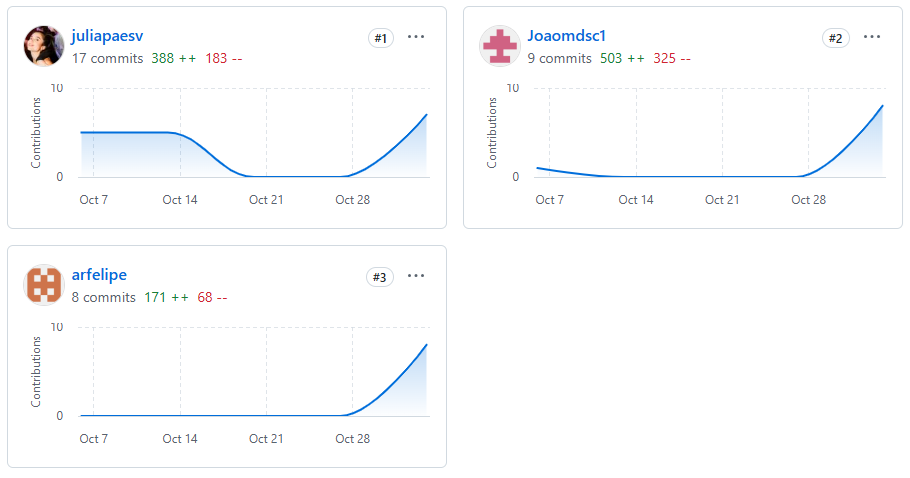 juliapaesv #1 ···
17 commits 388 ++ 183 --
Contributions
10
0
Oct 7 Oct 14 Oct 21 Oct 28
Joaomdsc1 #2 ···
9 commits 503 ++ 325 --
Contributions
10
0
Oct 7 Oct 14 Oct 21 Oct 28
arfelipe #3 ···
8 commits 171 ++ 68 --
Contributions
10
0
Oct 7 Oct 14 Oct 21 Oct 28